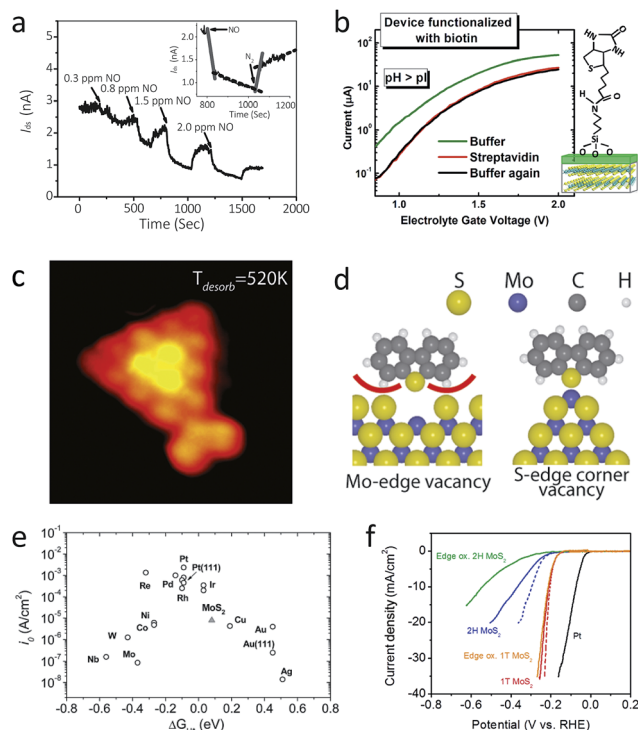 a
NO
N₂
I_ds (nA)
2.0
1.5
1.0
800
1000
1200
Time (Sec)
0.3 ppm NO
0.8 ppm NO
1.5 ppm NO
2.0 ppm NO
I_ds (nA)
5
4
3
2
1
0
0
500
1000
1500
2000
Time (Sec)
b
Device functionalized
with biotin
pH > pI
Current (μA)
10²
10¹
10⁰
10⁻¹
Buffer
Streptavidin
Buffer again
1.0
1.5
2.0
Electrolyte Gate Voltage (V)
O
HN
NH
S
O
H
N
Si
O O O
c
T_desorb=520K
d
S
Mo
C
H
Mo-edge vacancy
S-edge corner
vacancy
e
i₀ (A/cm²)
10⁻¹
10⁻²
10⁻³
10⁻⁴
10⁻⁵
10⁻⁶
10⁻⁷
10⁻⁸
Pt
Pt(111)
Re
Pd
Ir
Rh
MoS₂
Ni
Co
Cu
Au
W
Au(111)
Nb
Mo
Ag
-0.8
-0.6
-0.4
-0.2
0.0
0.2
0.4
0.6
0.8
(eV)
f
Current density (mA/cm²)
0
-10
-20
-30
-40
Edge ox. 2H MoS₂
2H MoS₂
Edge ox. 1T MoS₂
1T MoS₂
Pt
-0.6
-0.4
-0.2
0.0
0.2
Potential (V vs. RHE)